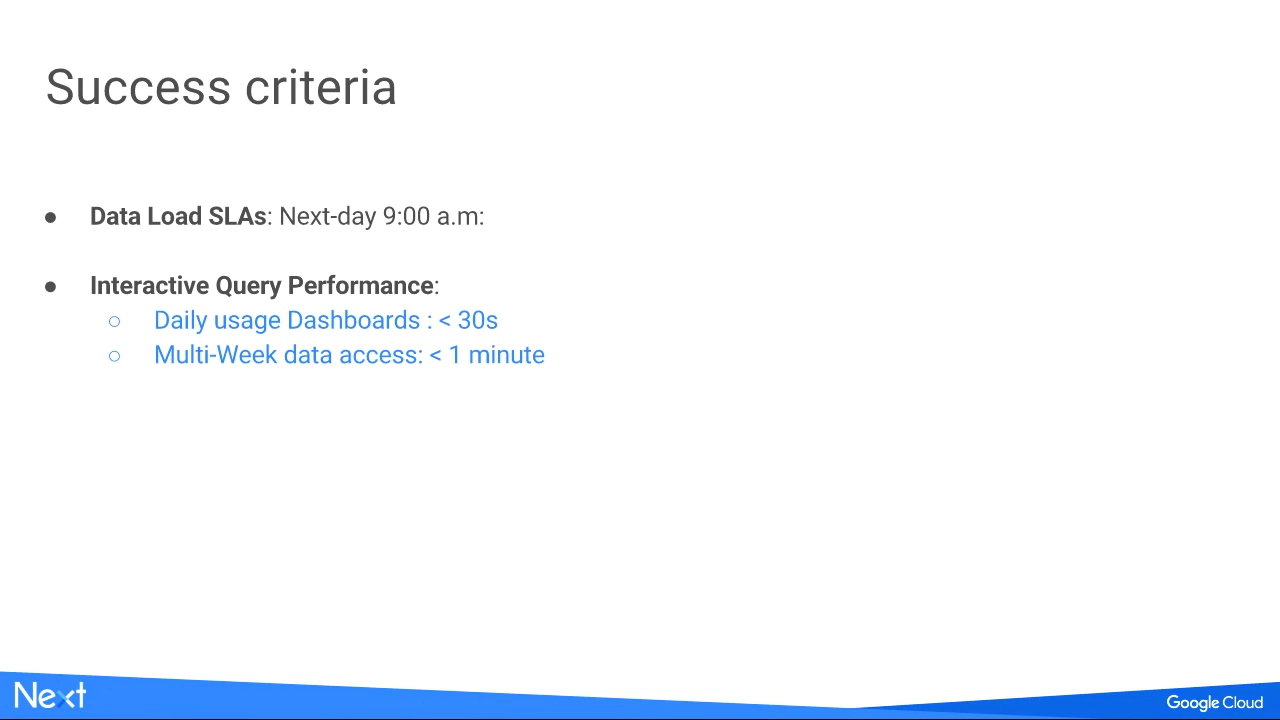 Success criteria
● Data Load SLAs: Next-day 9:00 a.m:
● Interactive Query Performance:
○ Daily usage Dashboards : < 30s
○ Multi-Week data access: < 1 minute
Next
Google Cloud